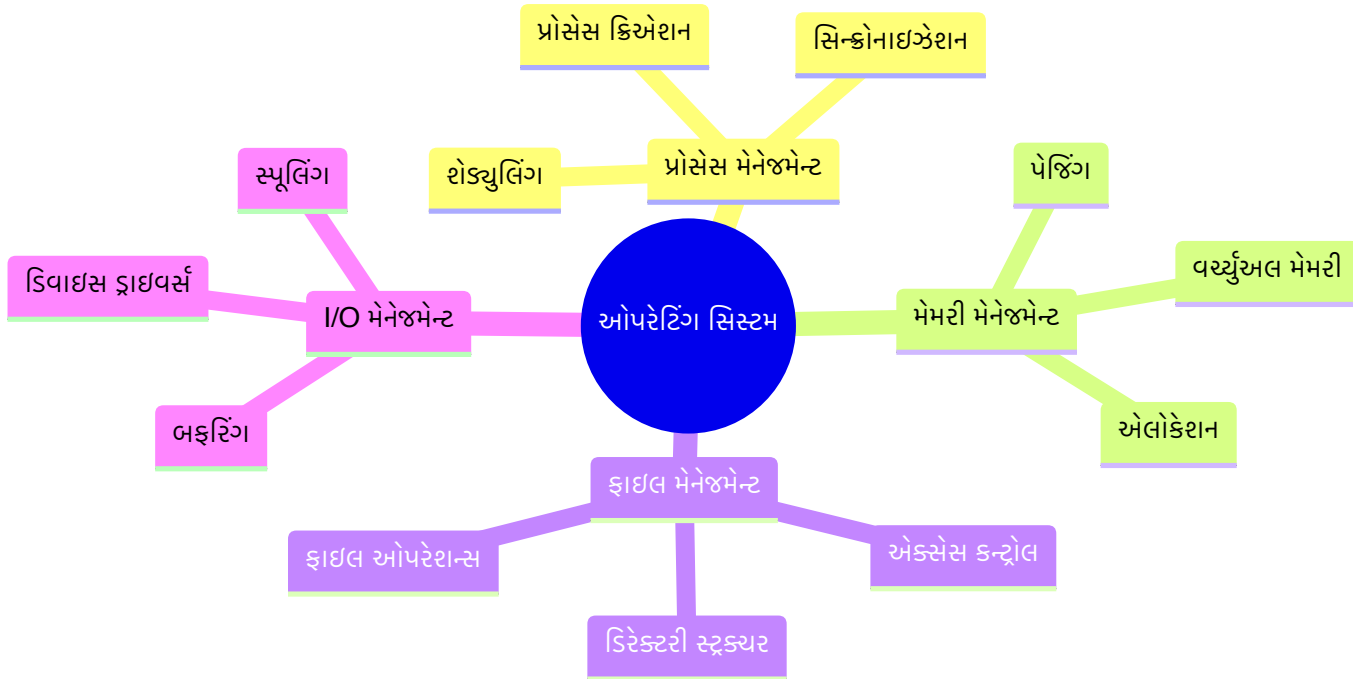 પ્રોસેસ ક્રિએશન
સિન્ક્રોનાઇઝેશન
સ્પૂલિંગ
શેડ્યુલિંગ
પ્રોસેસ મેનેજમેન્ટ
પેજિંગ
ડિવાઇસ ડ્રાઇવર્સ
I/O મેનેજમેન્ટ
ઓપરેટિંગ સિસ્ટમ
મેમરી મેનેજમેન્ટ
વર્ચ્યુઅલ મેમરી
બફરિંગ
એલોકેશન
ફાઇલ મેનેજમેન્ટ
ફાઇલ ઓપરેશન્સ
એક્સેસ કન્ટ્રોલ
ડિરેક્ટરી સ્ટ્રક્ચર